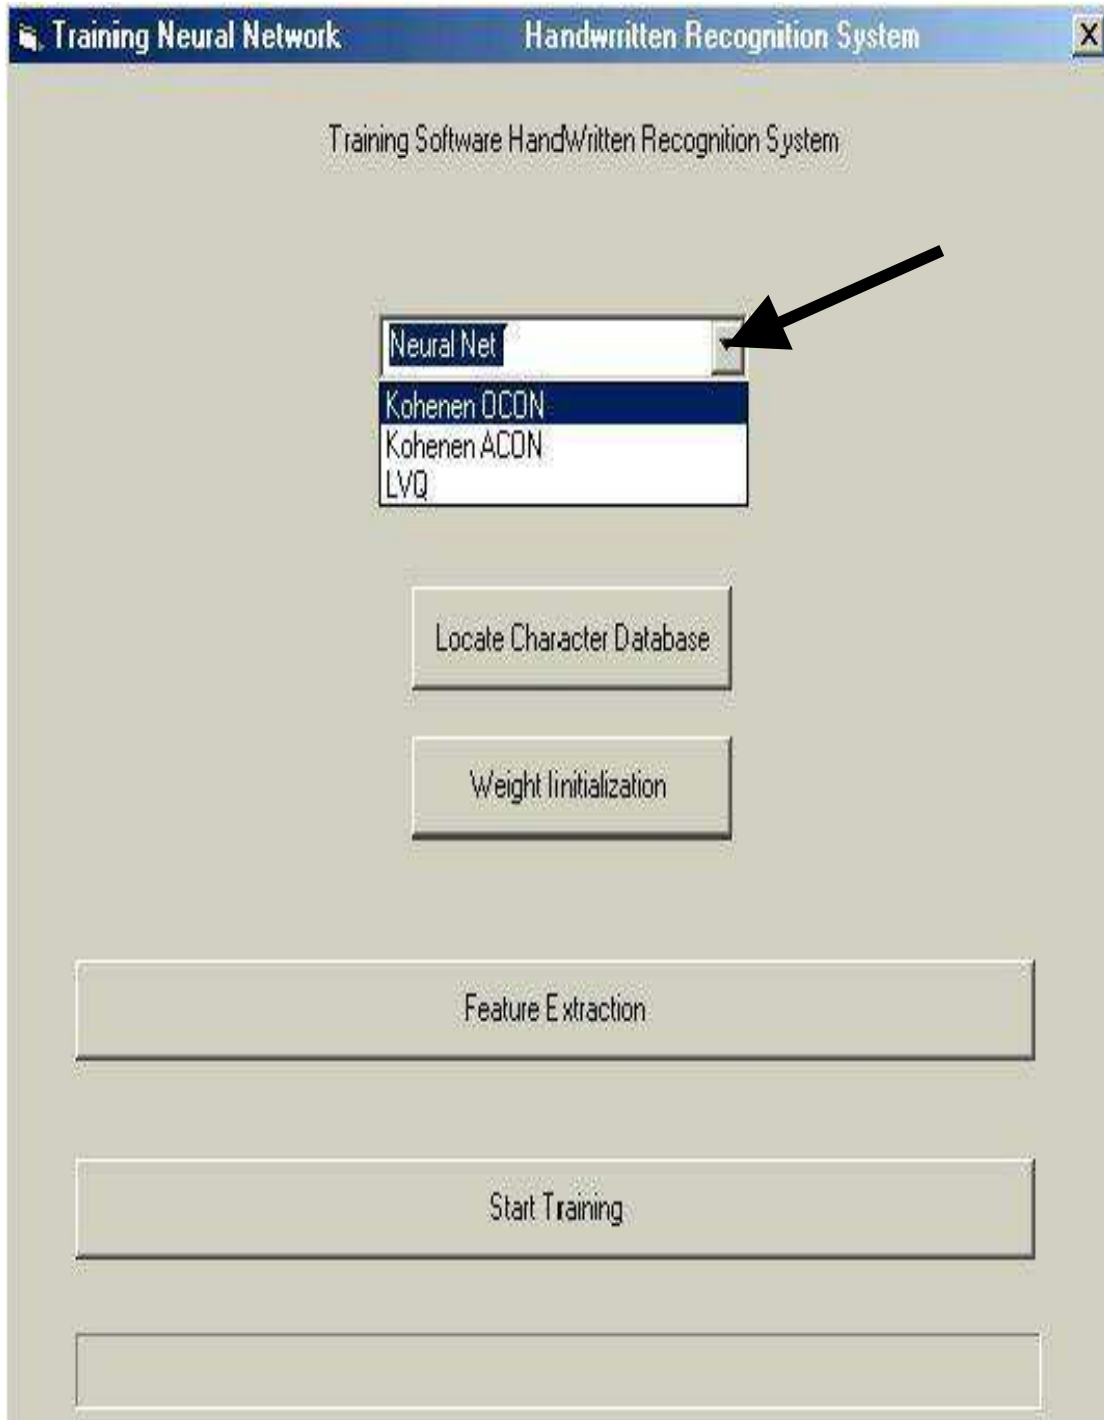 Training Neural Network Handwrritten Recognition System
Training Software HandWritten Recognition System
Neural Net
Kohenen OCON
Kohenen ACON
LVQ
Locate Character Database
Weight Iinitialization
Feature Extraction
Start Training